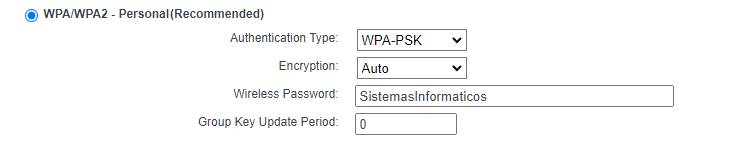 WPA/WPA2 - Personal(Recommended)
Authentication Type: WPA-PSK
Encryption: Auto
Wireless Password: SistemasInformaticos
Group Key Update Period: 0